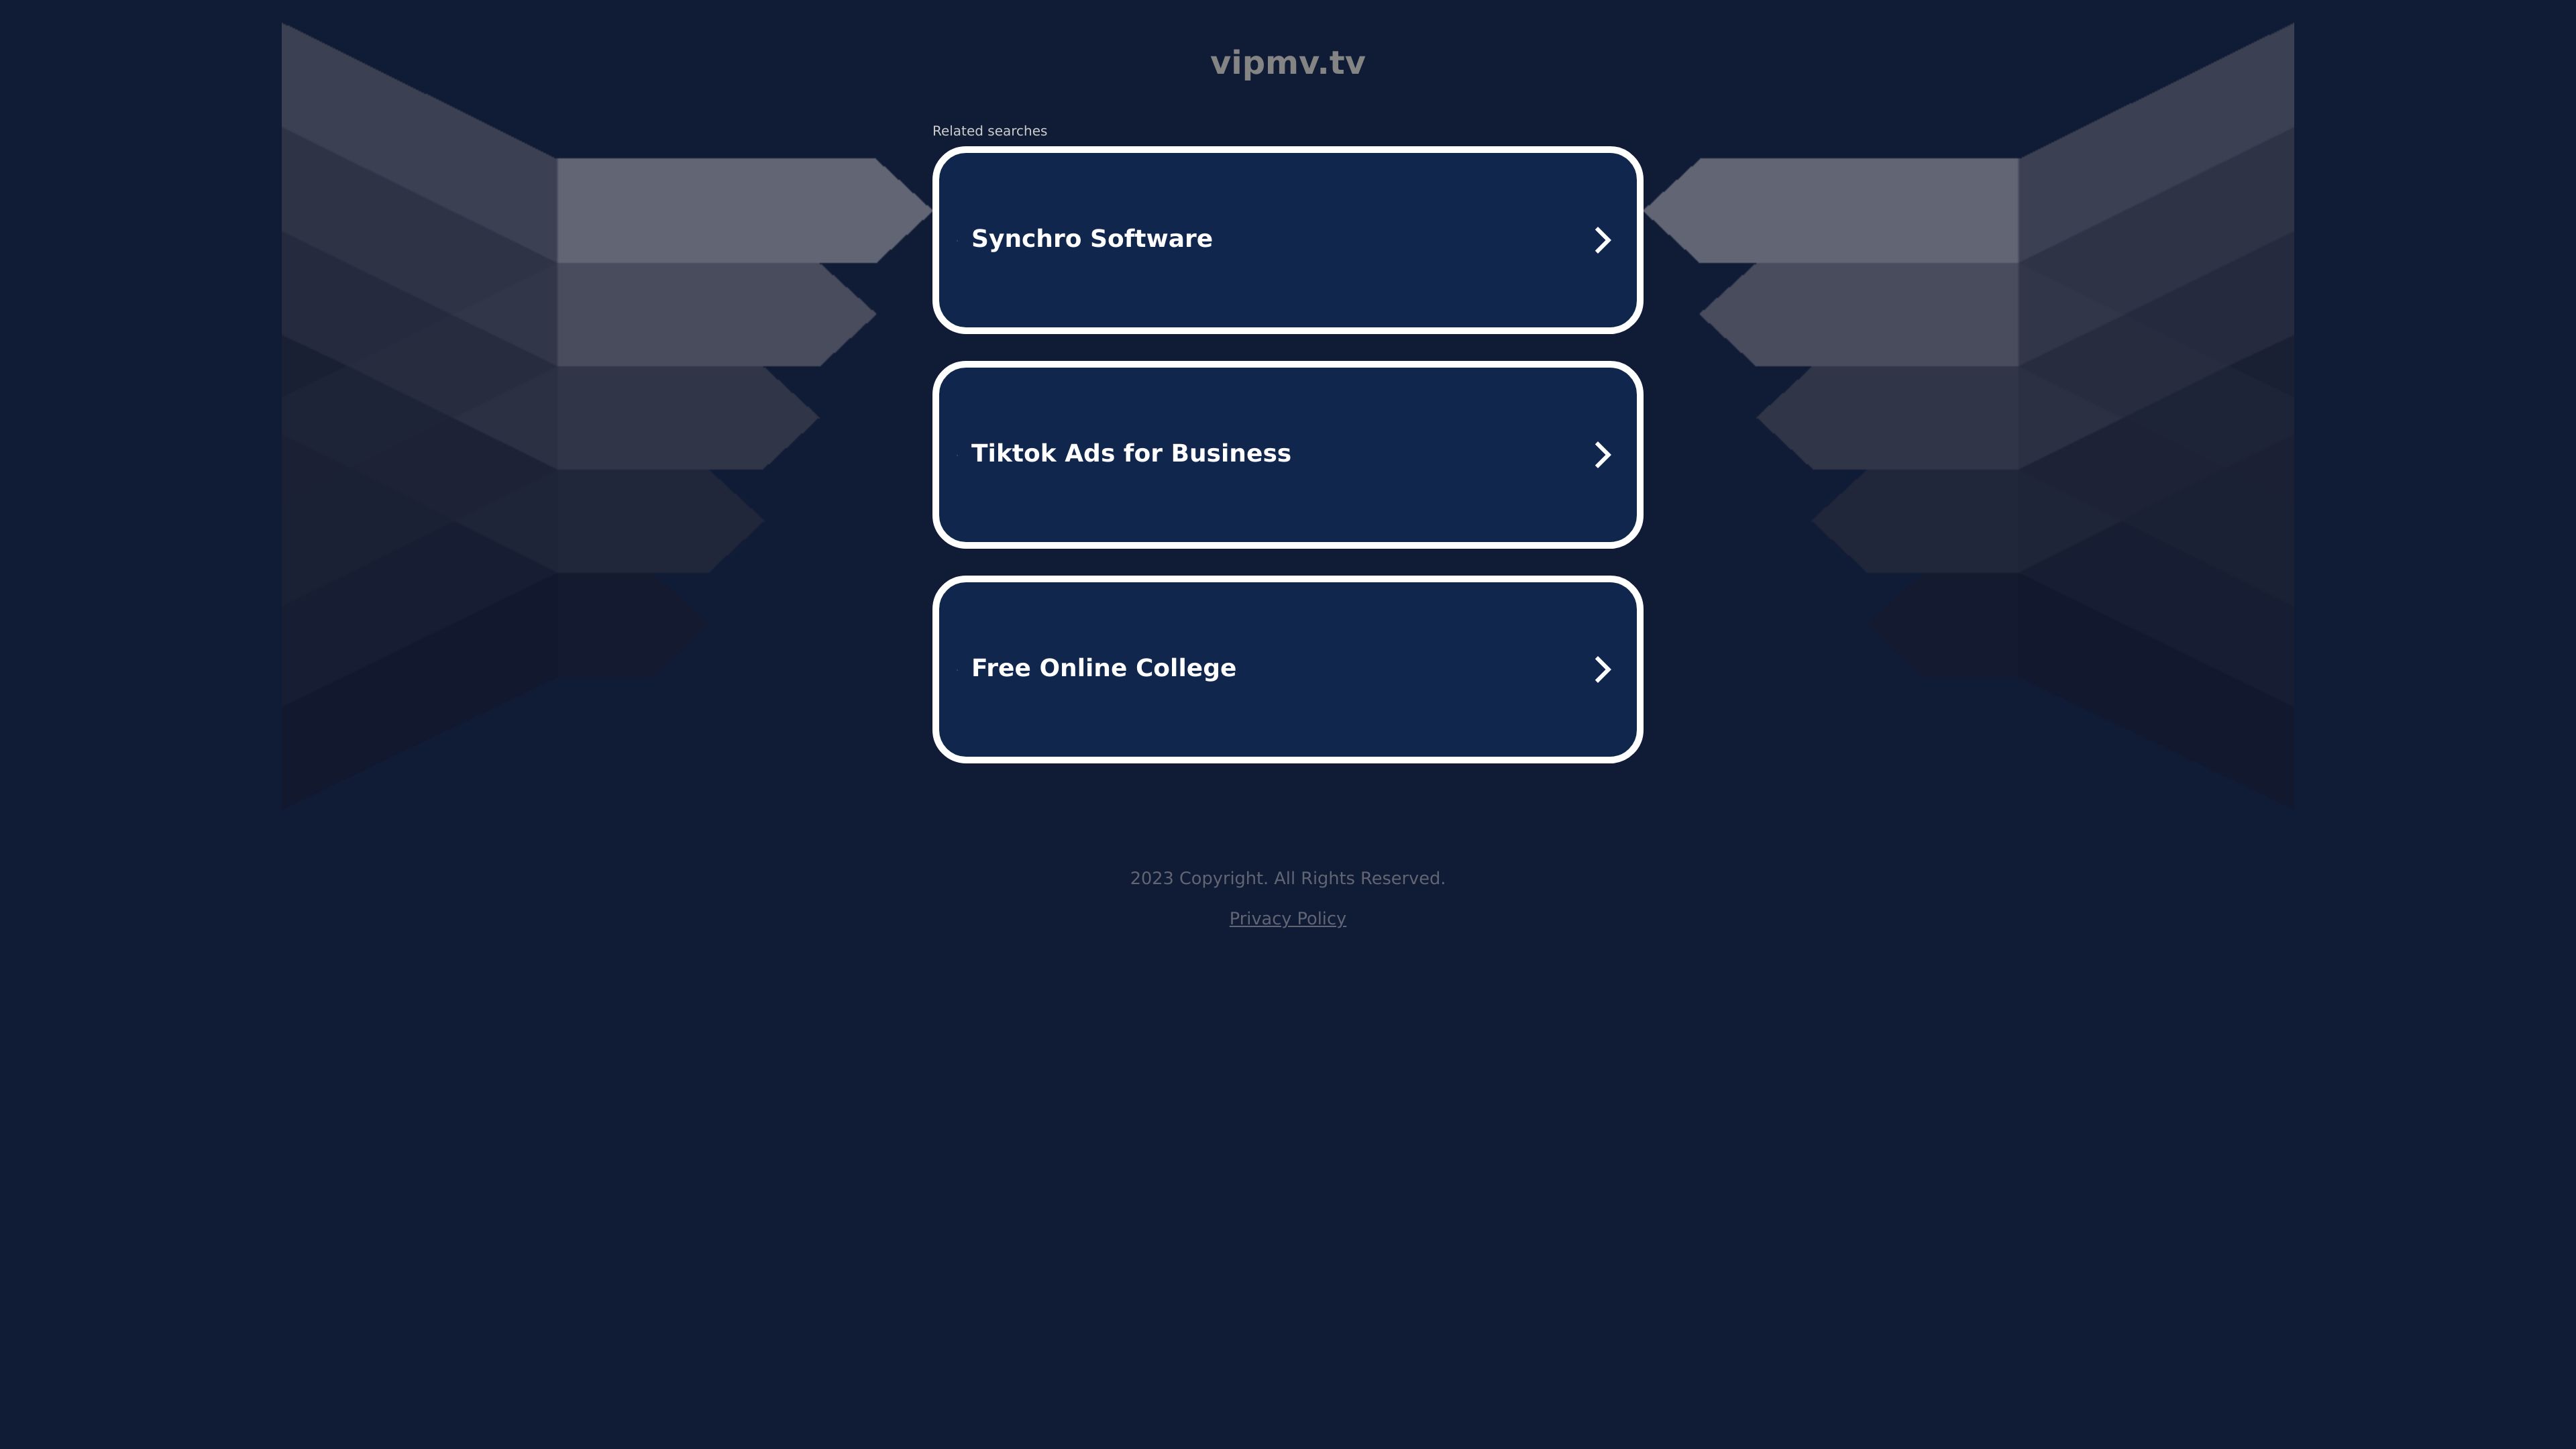 vipmv.tv
Related searches
Synchro Software
Tiktok Ads for Business
Free Online College
2023 Copyright. All Rights Reserved.
Privacy Policy